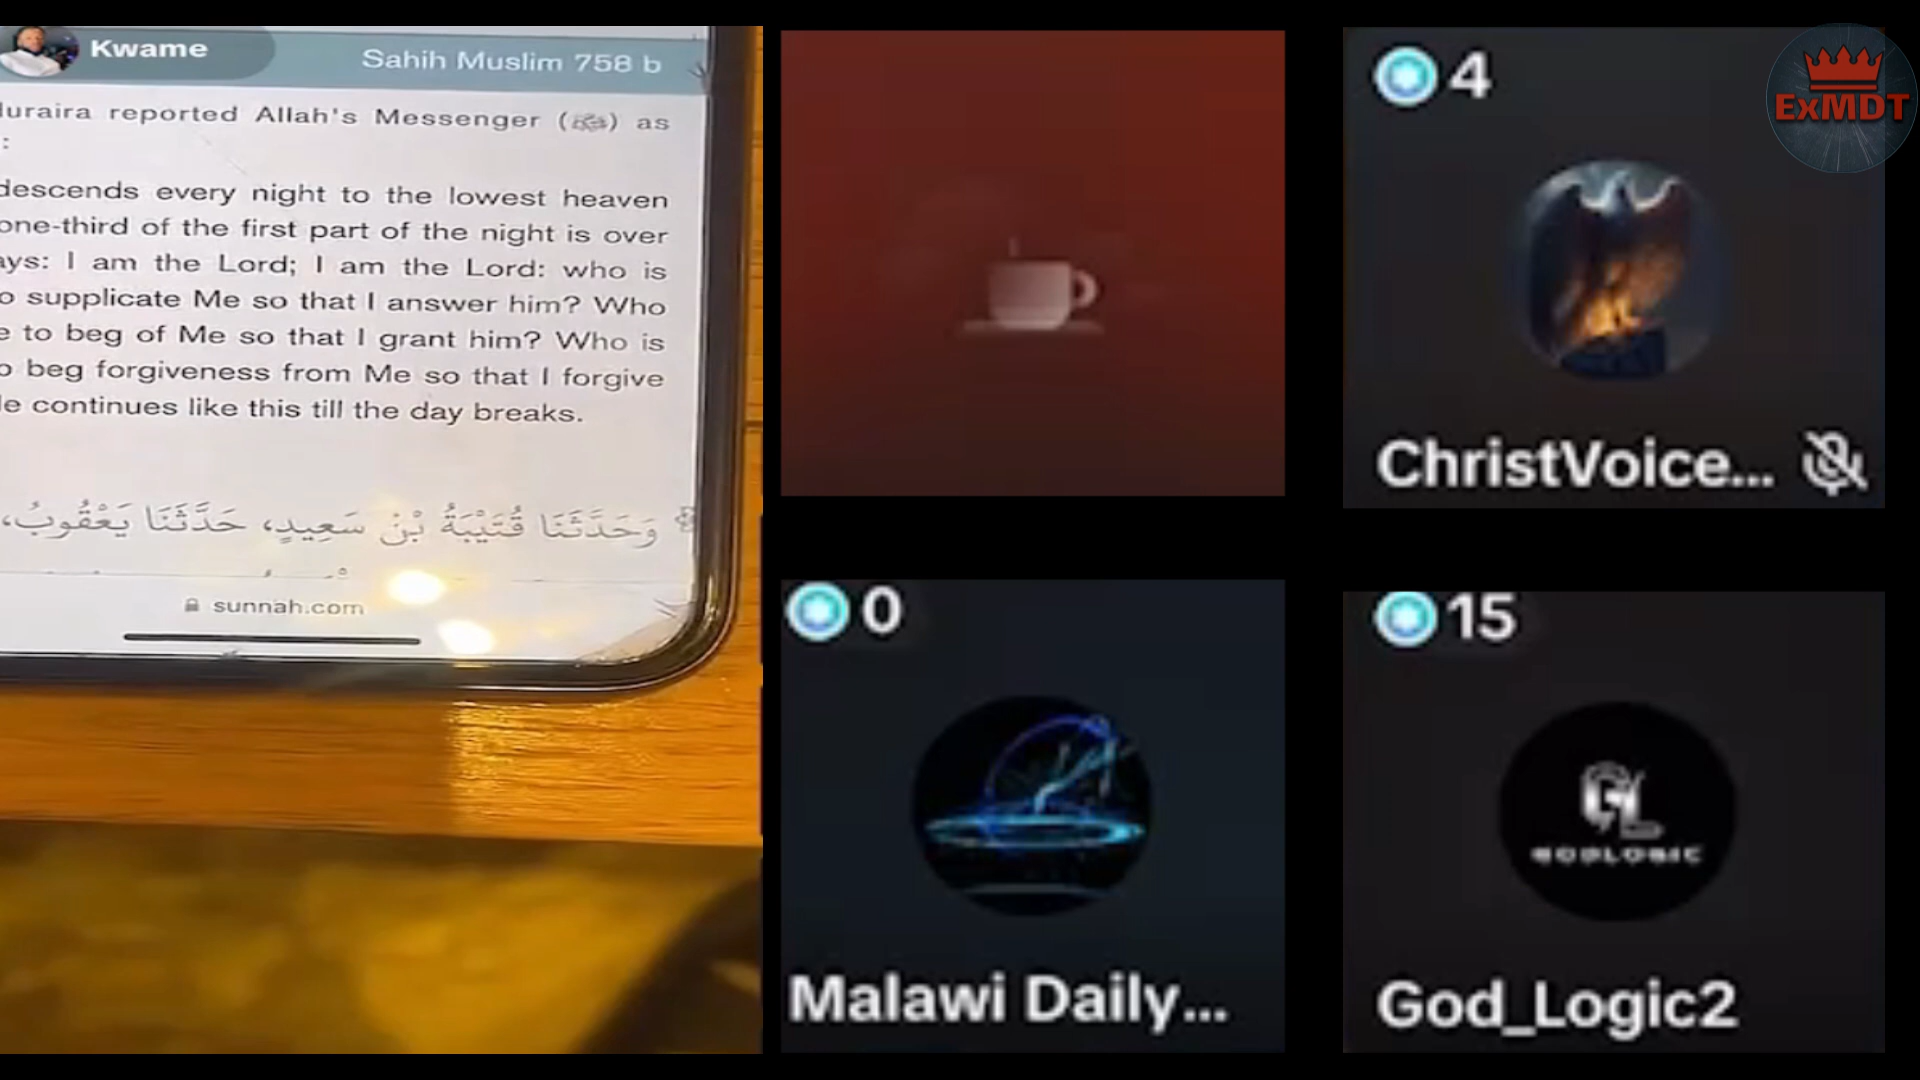 Kwame
Sahih Muslim 758 b
uraira reported Allah's Messenger (ﷺ) as
:
descends every night to the lowest heaven
one-third of the first part of the night is over
ays: I am the Lord; I am the Lord: who is
o supplicate Me so that I answer him? Who
e to beg of Me so that I grant him? Who is
o beg forgiveness from Me so that I forgive
e continues like this till the day breaks.
وَحَدَّثَنَا قُتَيْبَةُ بْنُ سَعِيدٍ، حَدَّثَنَا يَعْقُوبُ،
sunnah.com
4
ExMDT
ChristVoice...
0
Malawi Daily...
15
GL
GODLOGIC
God_Logic2